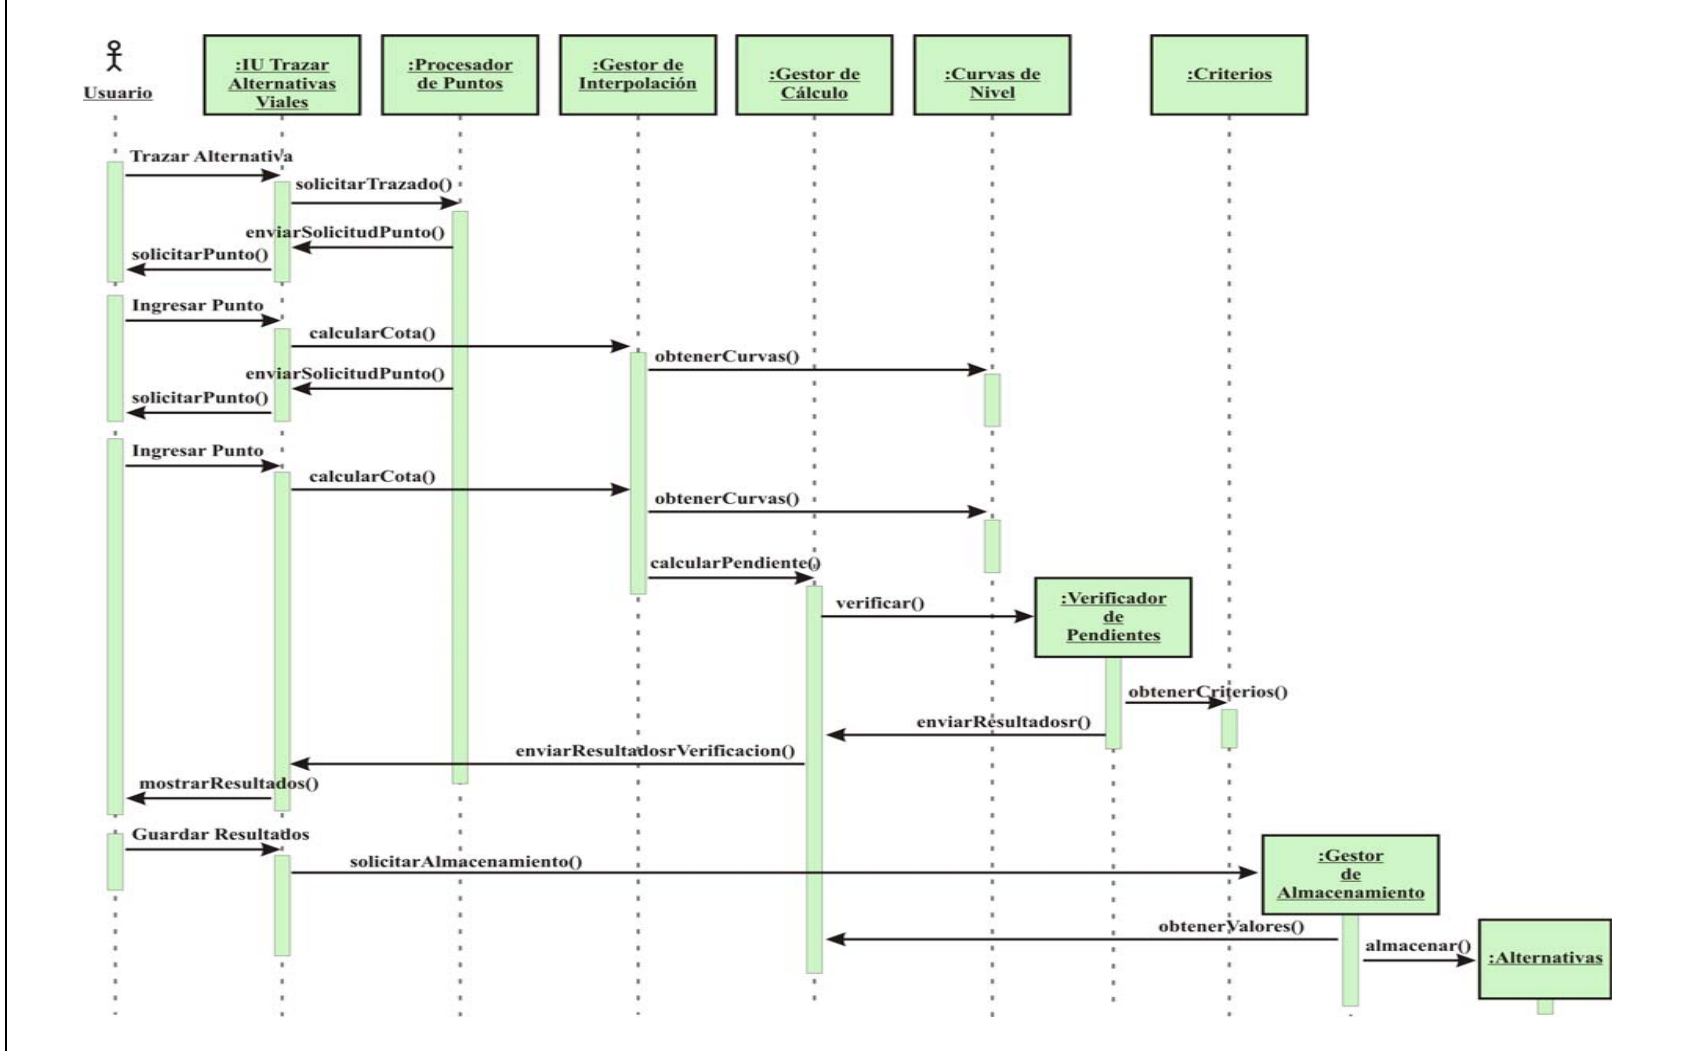 Usuario
:IU Trazar
Alternativas
Viales
:Procesador
de Puntos
:Gestor de
Interpolación
:Gestor de
Cálculo
:Curvas de
Nivel
:Criterios
Trazar Alternativa
solicitarTrazado()
enviarSolicitudPunto()
solicitarPunto()
Ingresar Punto
calcularCota()
obtenerCurvas()
enviarSolicitudPunto()
solicitarPunto()
Ingresar Punto
calcularCota()
obtenerCurvas()
calcularPendiente()
verificar()
:Verificador
de
Pendientes
obtenerCriterios()
enviarResultadosr()
enviarResultadosrVerificacion()
mostrarResultados()
Guardar Resultados
solicitarAlmacenamiento()
:Gestor
de
Almacenamiento
obtenerValores()
almacenar()
:Alternativas